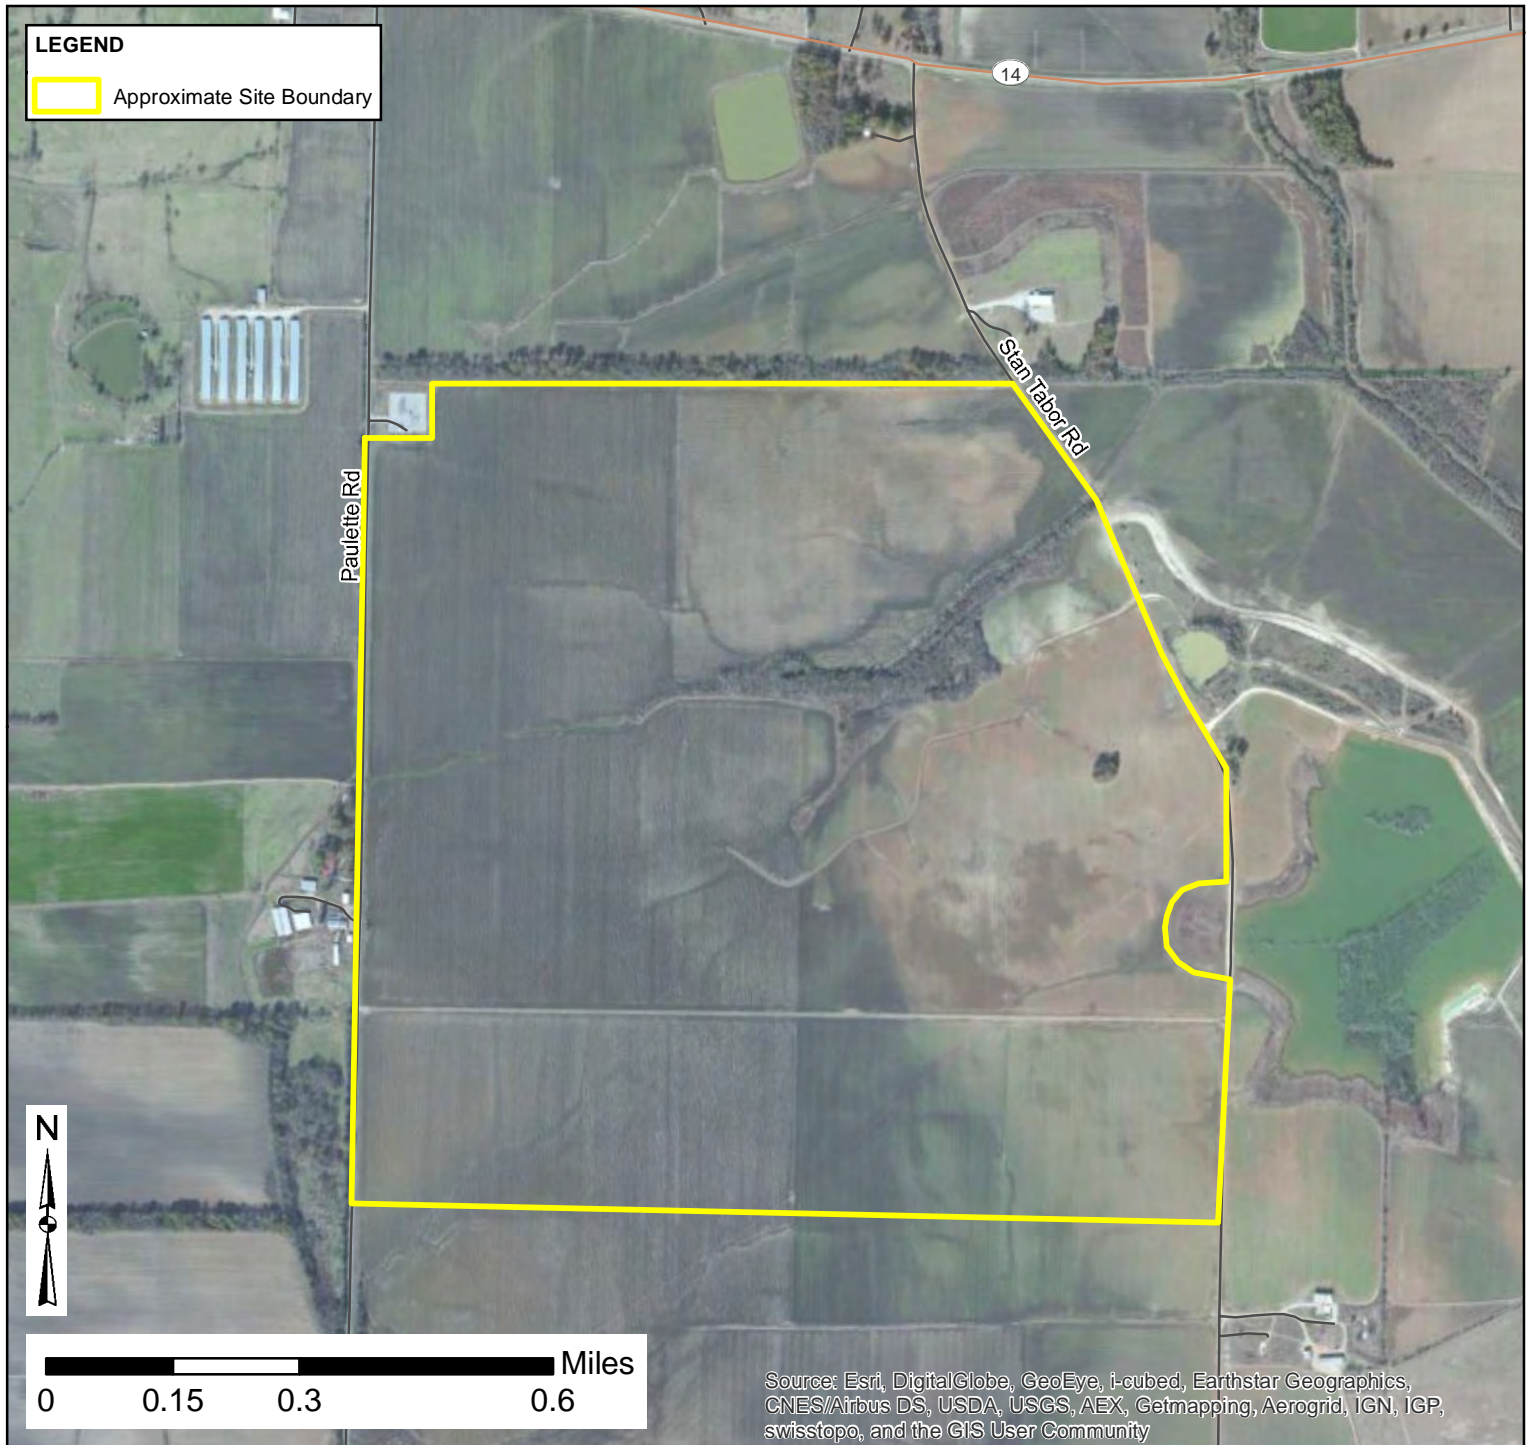 LEGEND
Approximate Site Boundary
14
Stan Tabor Rd
Paulette Rd
N
Miles
0 0.15 0.3 0.6
Source: Esri, DigitalGlobe, GeoEye, i-cubed, Earthstar Geographics,
CNES/Airbus DS, USDA, USGS, AEX, Getmapping, Aerogrid, IGN, IGP,
swisstopo, and the GIS User Community